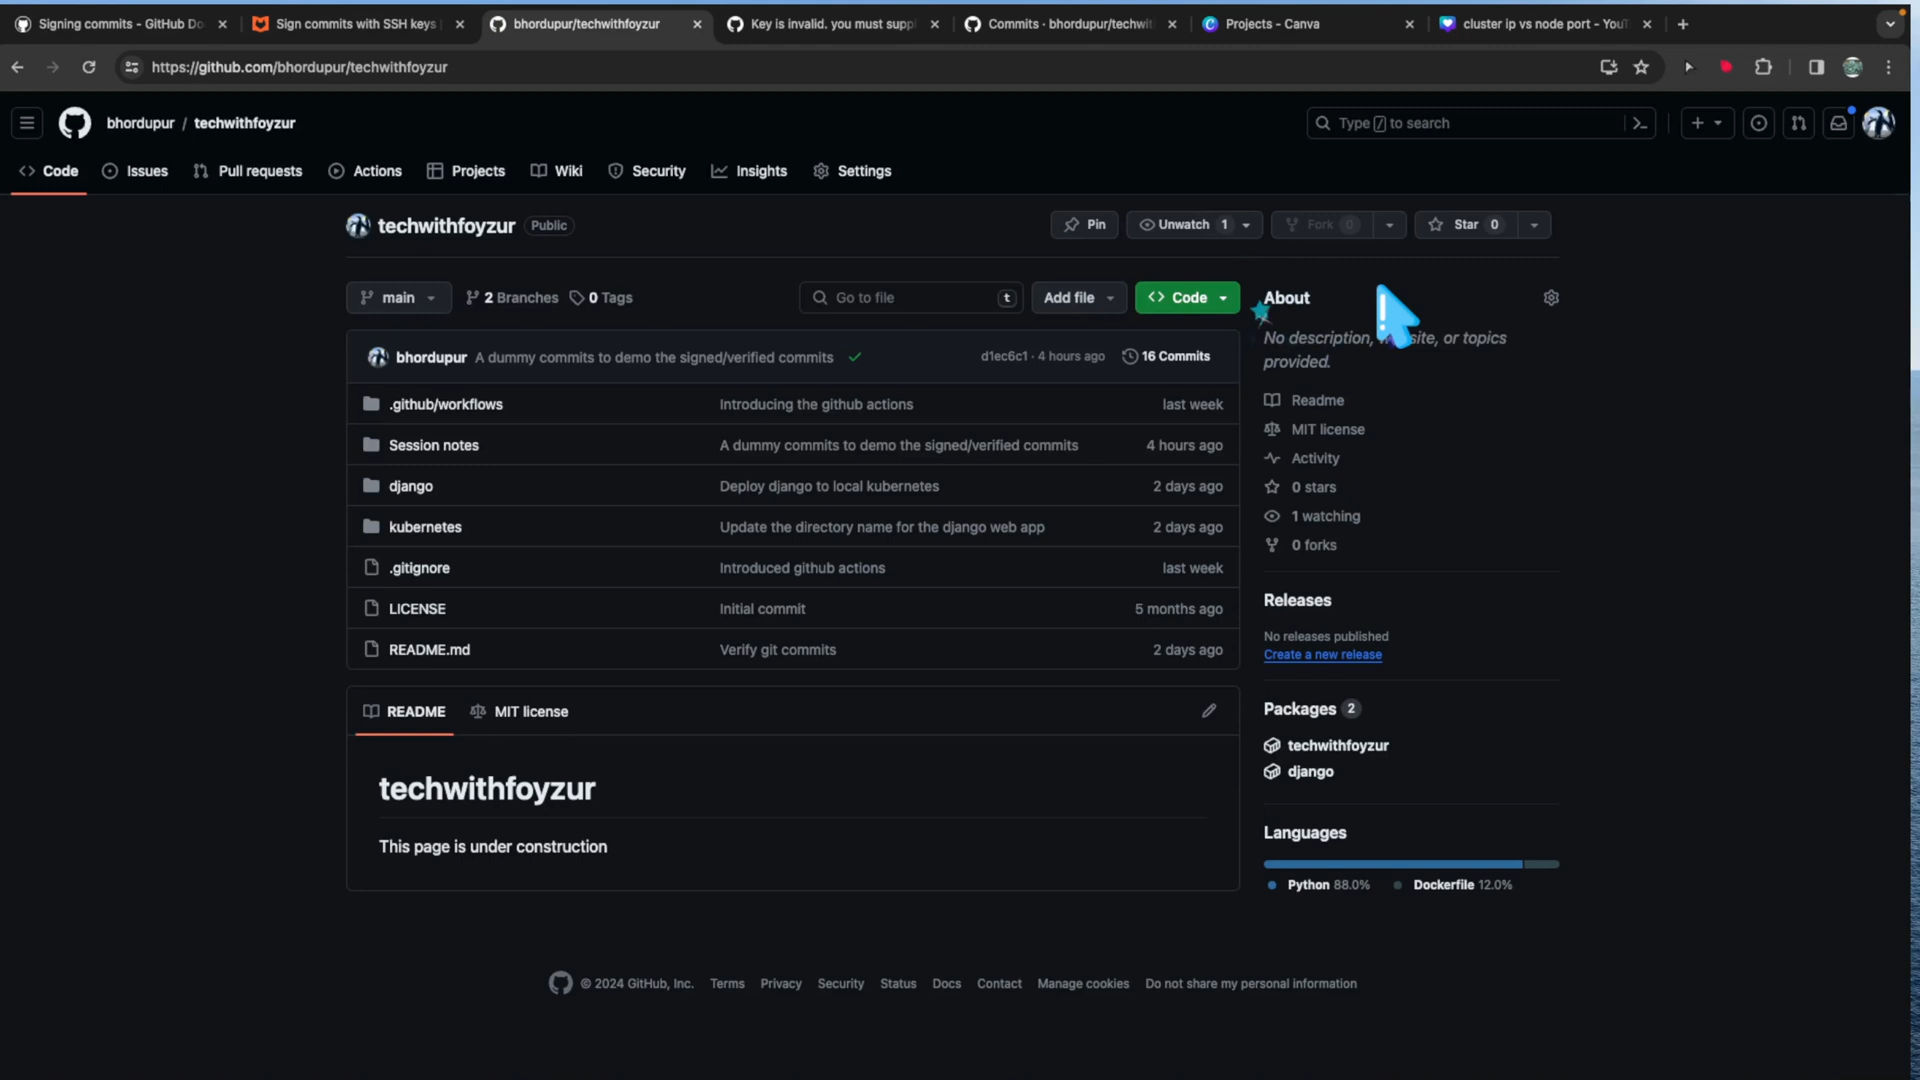 Signing commits - GitHub Do
Sign commits with SSH keys
bhordupur/techwithfoyzur
Key is invalid. you must supp
Commits · bhordupur/techwit
Projects - Canva
cluster ip vs node port - YouT
https://github.com/bhordupur/techwithfoyzur
bhordupur / techwithfoyzur
Type / to search
Code Issues Pull requests Actions Projects Wiki Security Insights Settings
techwithfoyzur Public
Pin Unwatch 1 Fork 0 Star 0
main 2 Branches 0 Tags
Go to file t Add file Code
bhordupur A dummy commits to demo the signed/verified commits d1ec6c1 · 4 hours ago 16 Commits
.github/workflows Introducing the github actions last week
Session notes A dummy commits to demo the signed/verified commits 4 hours ago
django Deploy django to local kubernetes 2 days ago
kubernetes Update the directory name for the django web app 2 days ago
.gitignore Introduced github actions last week
LICENSE Initial commit 5 months ago
README.md Verify git commits 2 days ago
README MIT license
techwithfoyzur
This page is under construction
About
No description, site, or topics
provided.
Readme
MIT license
Activity
0 stars
1 watching
0 forks
Releases
No releases published
Create a new release
Packages 2
techwithfoyzur
django
Languages
Python 88.0% Dockerfile 12.0%
© 2024 GitHub, Inc. Terms Privacy Security Status Docs Contact Manage cookies Do not share my personal information